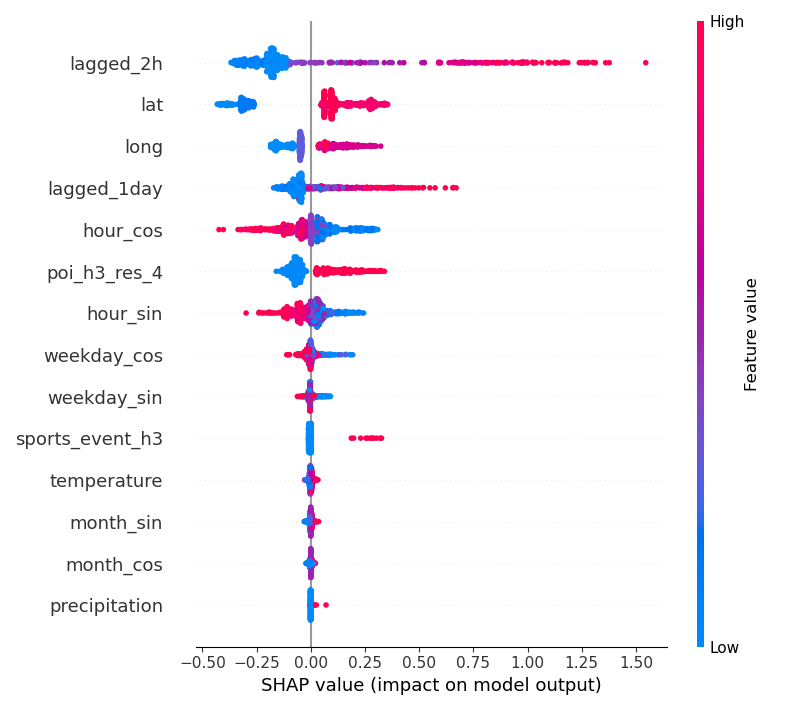 High
lagged_2h
lat
long
lagged_1day
hour_cos
poi_h3_res_4
hour_sin
weekday_cos
weekday_sin
sports_event_h3
temperature
month_sin
month_cos
precipitation
Feature value
Low
−0.50 −0.25 0.00 0.25 0.50 0.75 1.00 1.25 1.50
SHAP value (impact on model output)